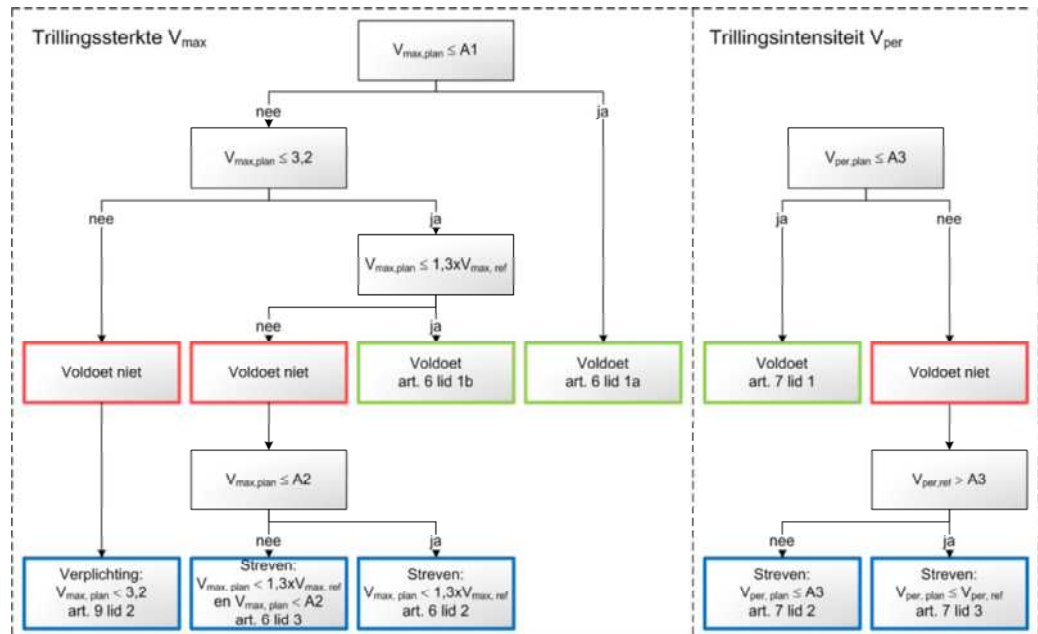 Trillingssterkte Vmax
Vmax,plan ≤ A1
nee
ja
Vmax,plan ≤ 3,2
nee
ja
Vmax,plan ≤ 1,3xVmax, ref
nee
ja
Voldoet niet
Voldoet niet
Voldoet
art. 6 lid 1b
Voldoet
art. 6 lid 1a
Vmax,plan ≤ A2
nee
ja
Verplichting:
Vmax, plan < 3,2
art. 9 lid 2
Streven:
Vmax, plan < 1,3xVmax, ref
en Vmax, plan < A2
art. 6 lid 3
Streven:
Vmax, plan < 1,3xVmax, ref
art. 6 lid 2
Trillingsintensiteit Vper
Vper,plan ≤ A3
ja
nee
Voldoet
art. 7 lid 1
Voldoet niet
Vper,ref > A3
nee
ja
Streven:
Vper, plan ≤ A3
art. 7 lid 2
Streven:
Vper, plan ≤ Vper, ref
art. 7 lid 3